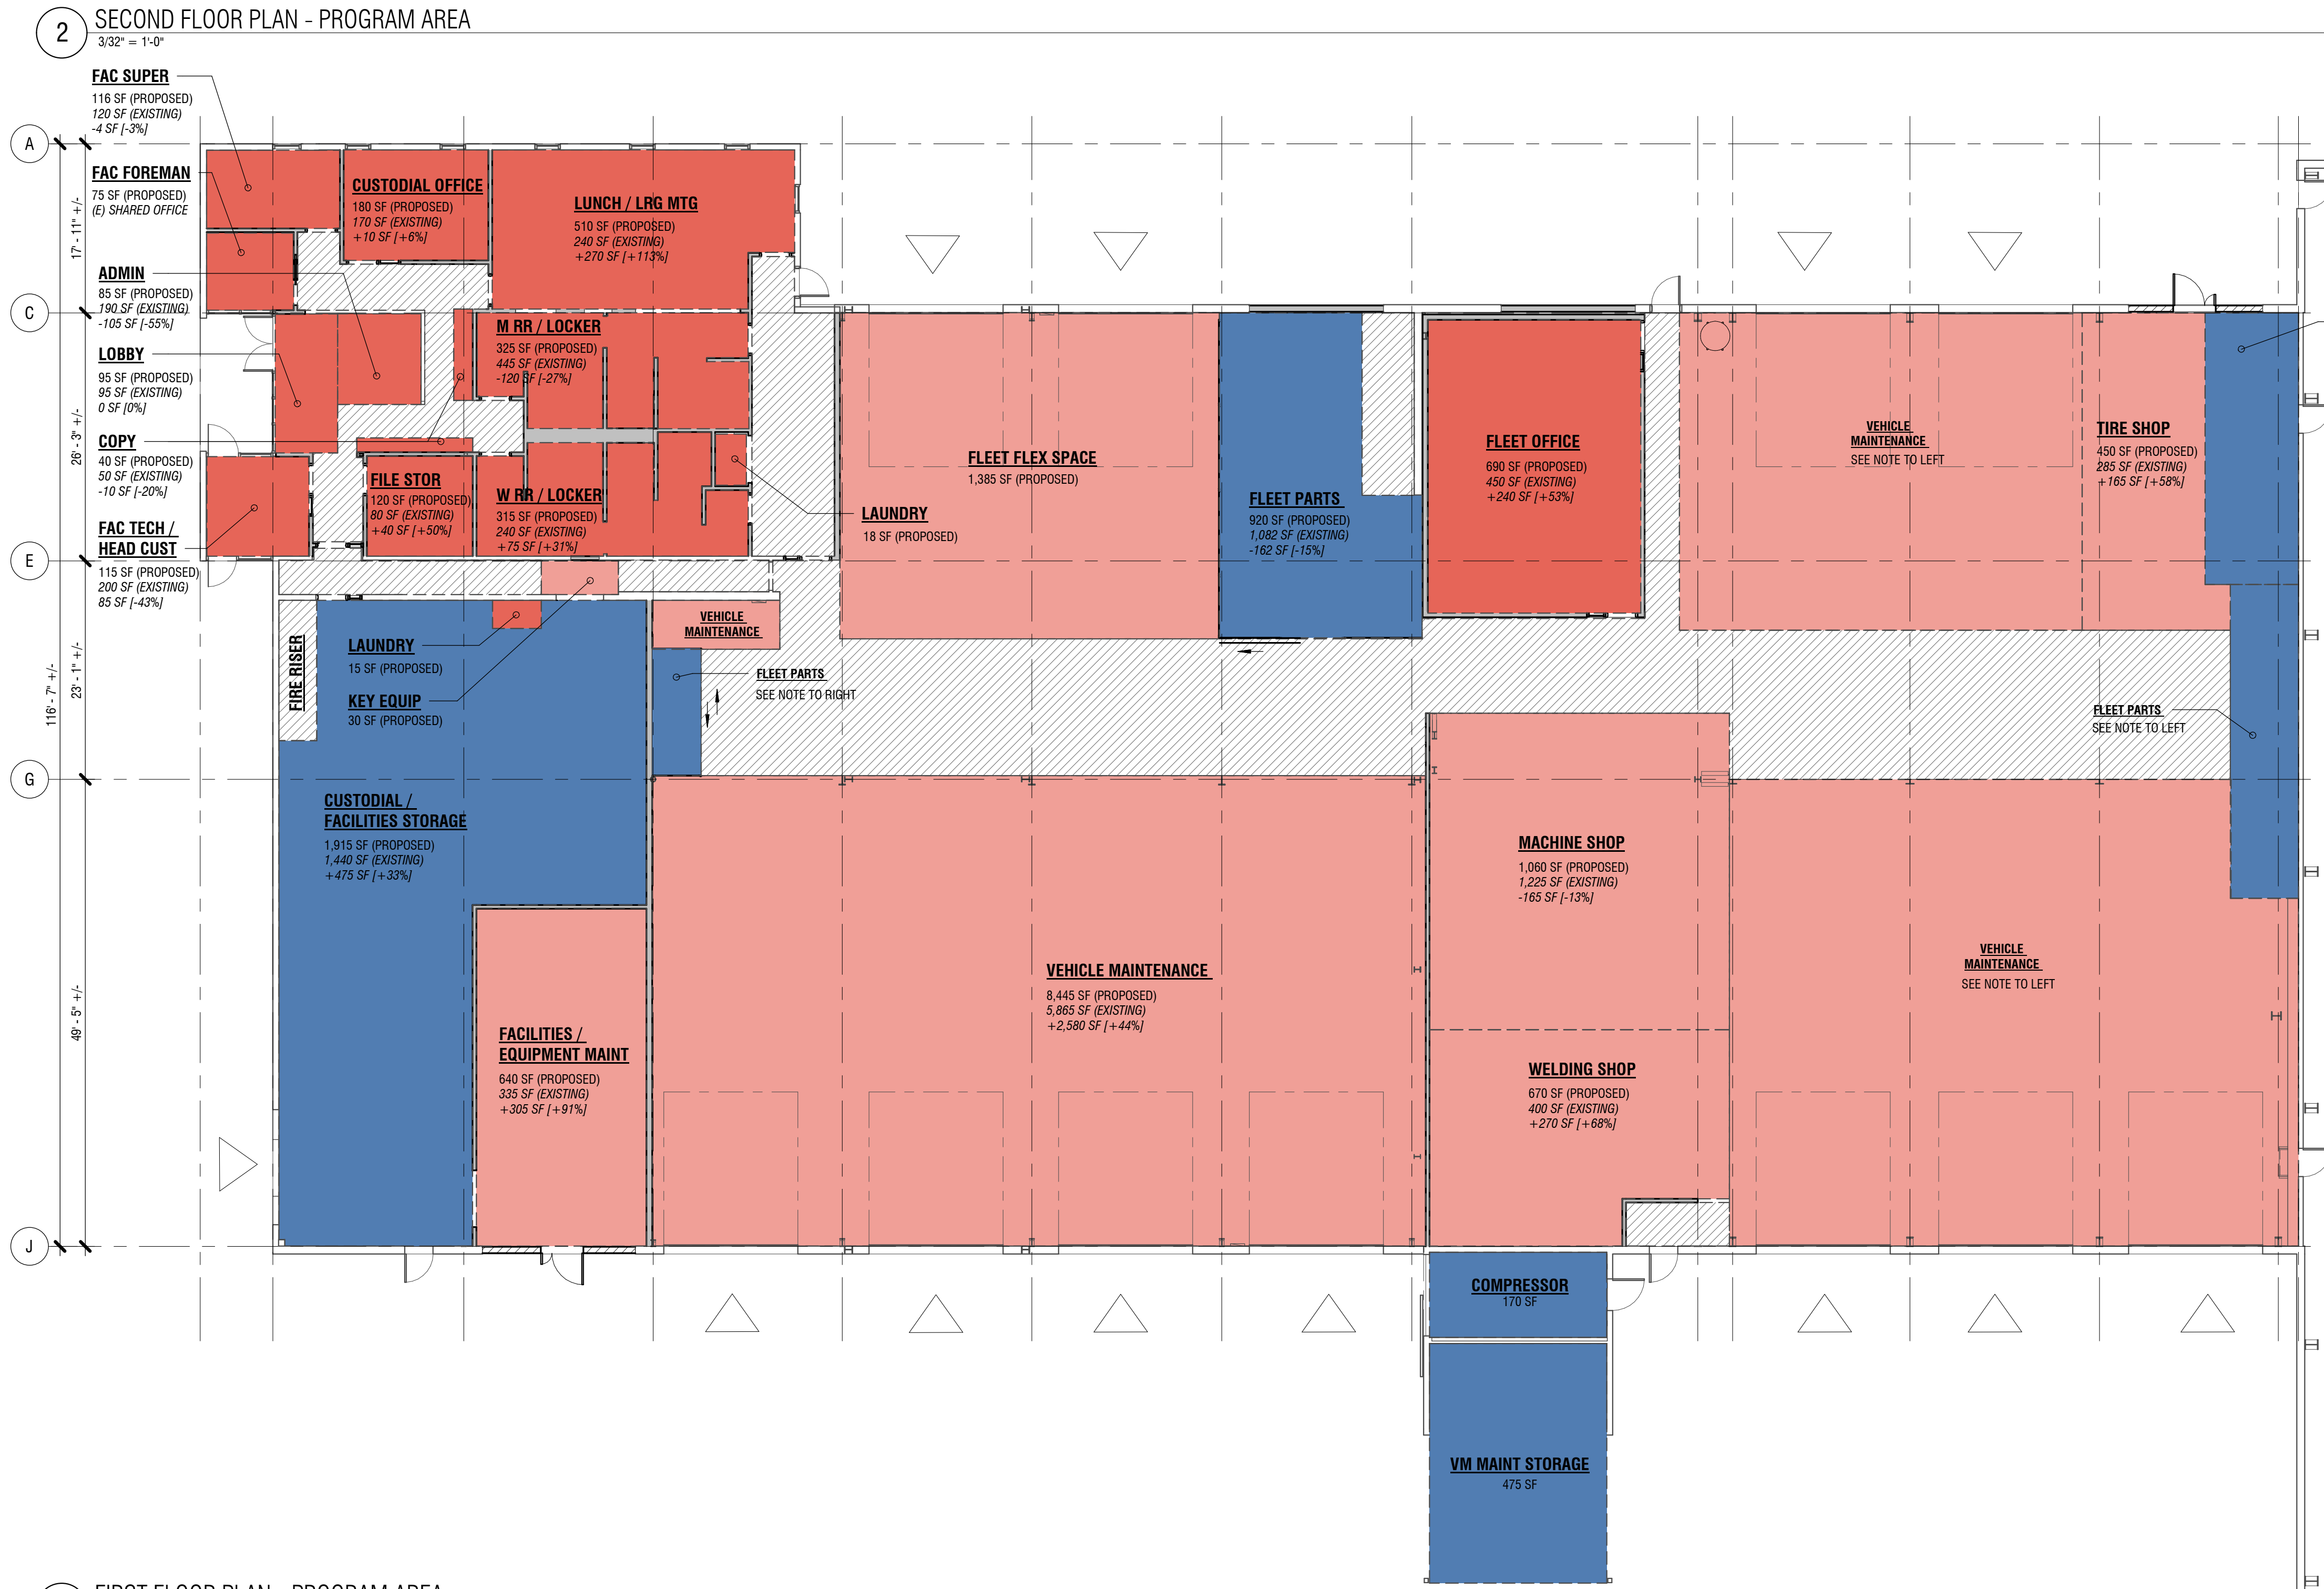 2
SECOND FLOOR PLAN - PROGRAM AREA
3/32" = 1'-0"
FAC SUPER
116 SF (PROPOSED)
120 SF (EXISTING)
-4 SF [-3%]
A
FAC FOREMAN
75 SF (PROPOSED)
(E) SHARED OFFICE
CUSTODIAL OFFICE
180 SF (PROPOSED)
170 SF (EXISTING)
+10 SF [+6%]
LUNCH / LRG MTG
510 SF (PROPOSED)
240 SF (EXISTING)
+270 SF [+113%]
17' - 11" +/-
ADMIN
85 SF (PROPOSED)
190 SF (EXISTING)
-105 SF [-55%]
C
M RR / LOCKER
325 SF (PROPOSED)
445 SF (EXISTING)
-120 SF [-27%]
LOBBY
95 SF (PROPOSED)
95 SF (EXISTING)
0 SF [0%]
26' - 3" +/-
COPY
40 SF (PROPOSED)
50 SF (EXISTING)
-10 SF [-20%]
FILE STOR
120 SF (PROPOSED)
80 SF (EXISTING)
+40 SF [+50%]
W RR / LOCKER
315 SF (PROPOSED)
240 SF (EXISTING)
+75 SF [+31%]
LAUNDRY
18 SF (PROPOSED)
FLEET FLEX SPACE
1,385 SF (PROPOSED)
FLEET PARTS
920 SF (PROPOSED)
1,082 SF (EXISTING)
-162 SF [-15%]
FLEET OFFICE
690 SF (PROPOSED)
450 SF (EXISTING)
+240 SF [+53%]
VEHICLE
MAINTENANCE
SEE NOTE TO LEFT
TIRE SHOP
450 SF (PROPOSED)
285 SF (EXISTING)
+165 SF [+58%]
FAC TECH /
HEAD CUST
115 SF (PROPOSED)
200 SF (EXISTING)
85 SF [-43%]
E
FIRE RISER
LAUNDRY
15 SF (PROPOSED)
KEY EQUIP
30 SF (PROPOSED)
VEHICLE
MAINTENANCE
FLEET PARTS
SEE NOTE TO RIGHT
116' - 7" +/-
23' - 1" +/-
FLEET PARTS
SEE NOTE TO LEFT
G
CUSTODIAL /
FACILITIES STORAGE
1,915 SF (PROPOSED)
1,440 SF (EXISTING)
+475 SF [+33%]
MACHINE SHOP
1,060 SF (PROPOSED)
1,225 SF (EXISTING)
-165 SF [-13%]
VEHICLE MAINTENANCE
8,445 SF (PROPOSED)
5,865 SF (EXISTING)
+2,580 SF [+44%]
VEHICLE
MAINTENANCE
SEE NOTE TO LEFT
49' - 5" +/-
FACILITIES /
EQUIPMENT MAINT
640 SF (PROPOSED)
335 SF (EXISTING)
+305 SF [+91%]
WELDING SHOP
670 SF (PROPOSED)
400 SF (EXISTING)
+270 SF [+68%]
J
COMPRESSOR
170 SF
VM MAINT STORAGE
475 SF
FIRST FLOOR PLAN - PROGRAM AREA